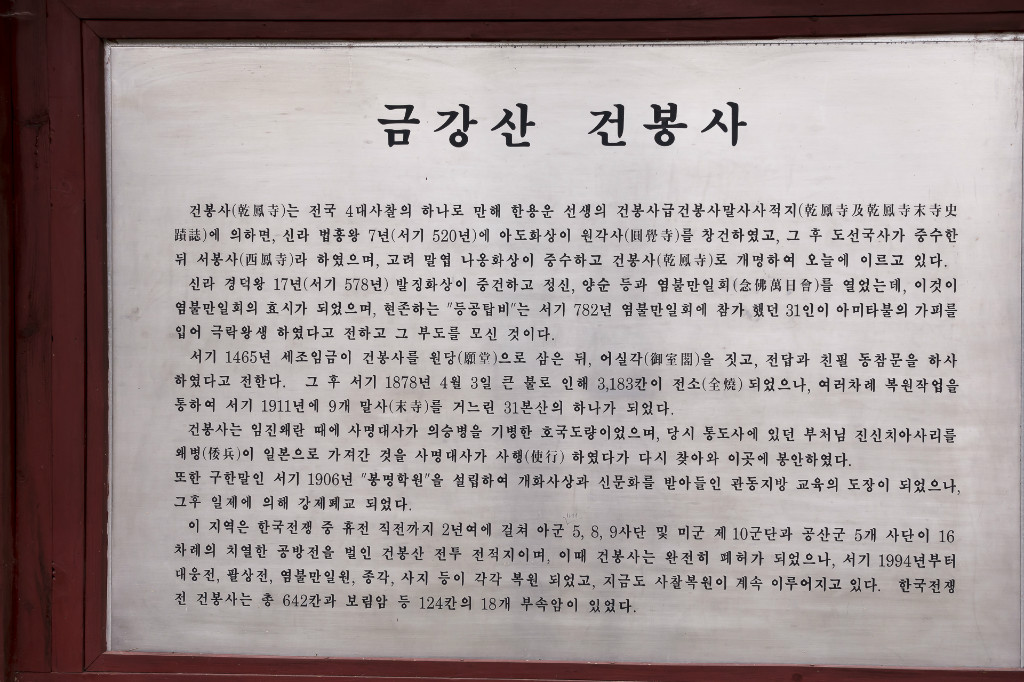 금강산 건봉사
건봉사(乾鳳寺)는 전국 4대사찰의 하나로 만해 한용운 선생의 건봉사급건봉사말사사적지(乾鳳寺及乾鳳寺末寺史
蹟誌)에 의하면, 신라 법흥왕 7년(서기 520년)에 아도화상이 원각사(圓覺寺)를 창건하였고, 그 후 도선국사가 중수한
뒤 서봉사(西鳳寺)라 하였으며, 고려 말엽 나옹화상이 중수하고 건봉사(乾鳳寺)로 개명하여 오늘에 이르고 있다.
신라 경덕왕 17년(서기 578년) 발징화상이 중건하고 정신, 양순 등과 염불만일회(念佛萬日會)를 열었는데, 이것이
염불만일회의 효시가 되었으며, 현존하는 "등공탑비"는 서기 782년 염불만일회에 참가 했던 31인이 아미타불의 가피를
입어 극락왕생 하였다고 전하고 그 부도를 모신 것이다.
서기 1465년 세조임금이 건봉사를 원당(願堂)으로 삼은 뒤, 어실각(御室閣)을 짓고, 전답과 친필 동참문을 하사
하였다고 전한다. 그 후 서기 1878년 4월 3일 큰 불로 인해 3,183칸이 전소(全燒)되었으나, 여러차례 복원작업을
통하여 서기 1911년에 9개 말사(末寺)를 거느린 31본산의 하나가 되었다.
건봉사는 임진왜란 때에 사명대사가 의승병을 기병한 호국도량이었으며, 당시 통도사에 있던 부처님 진신치아사리를
왜병(倭兵)이 일본으로 가져간 것을 사명대사가 사행(使行) 하였다가 다시 찾아와 이곳에 봉안하였다.
또한 구한말인 서기 1906년 "봉명학원"을 설립하여 개화사상과 신문화를 받아들인 관동지방 교육의 도장이 되었으나,
그후 일제에 의해 강제폐교 되었다.
이 지역은 한국전쟁 중 휴전 직전까지 2년여에 걸쳐 아군 5, 8, 9사단 및 미군 제 10군단과 공산군 5개 사단이 16
차례의 치열한 공방전을 벌인 건봉산 전투 전적지이며, 이때 건봉사는 완전히 폐허가 되었으나, 서기 1994년부터
대웅전, 팔상전, 염불만일원, 종각, 사지 등이 각각 복원 되었고, 지금도 사찰복원이 계속 이루어지고 있다. 한국전쟁
전 건봉사는 총 642칸과 보림암 등 124칸의 18개 부속암이 있었다.